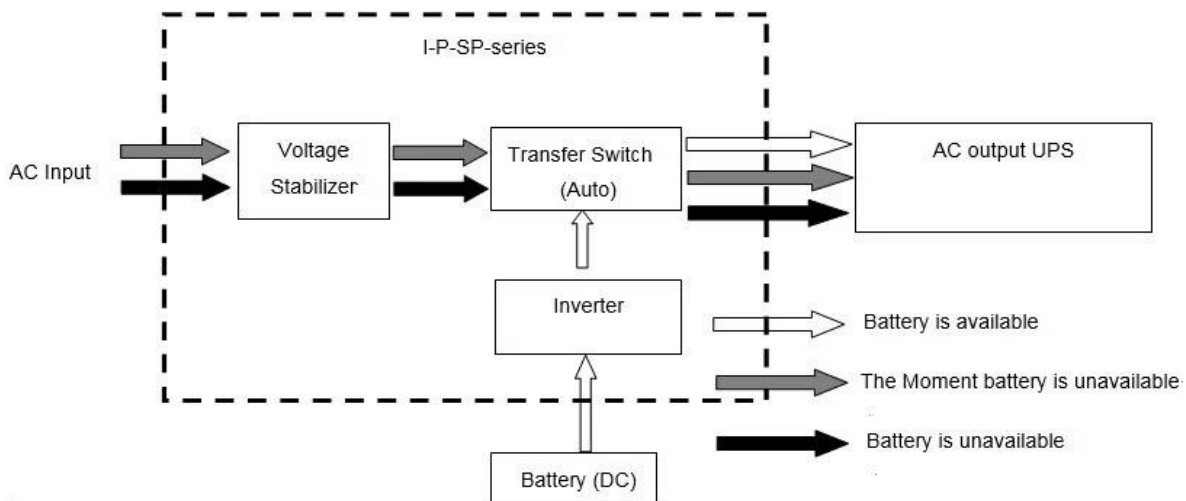 I-P-SP-series
AC Input
Voltage
Stabilizer
Transfer Switch
(Auto)
AC output UPS
Inverter
Battery (DC)
Battery is available
The Moment battery is unavailable
Battery is unavailable